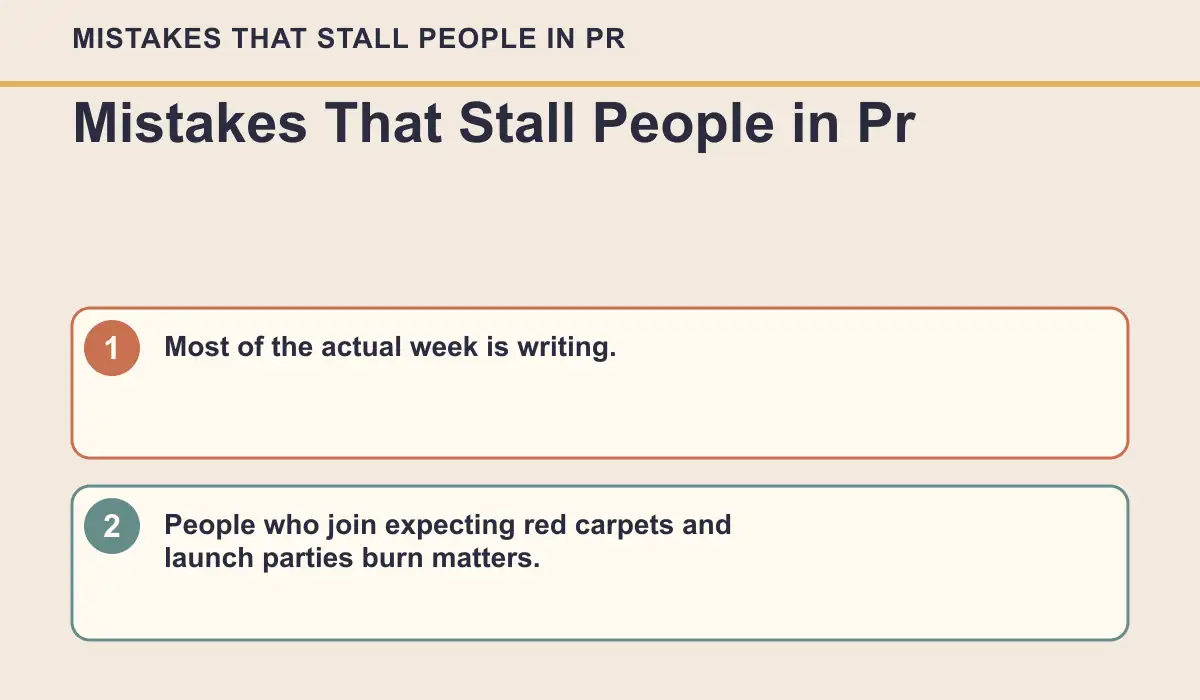 MISTAKES THAT STALL PEOPLE IN PR
Mistakes That Stall People in Pr
1 Most of the actual week is writing.
2 People who join expecting red carpets and
launch parties burn matters.